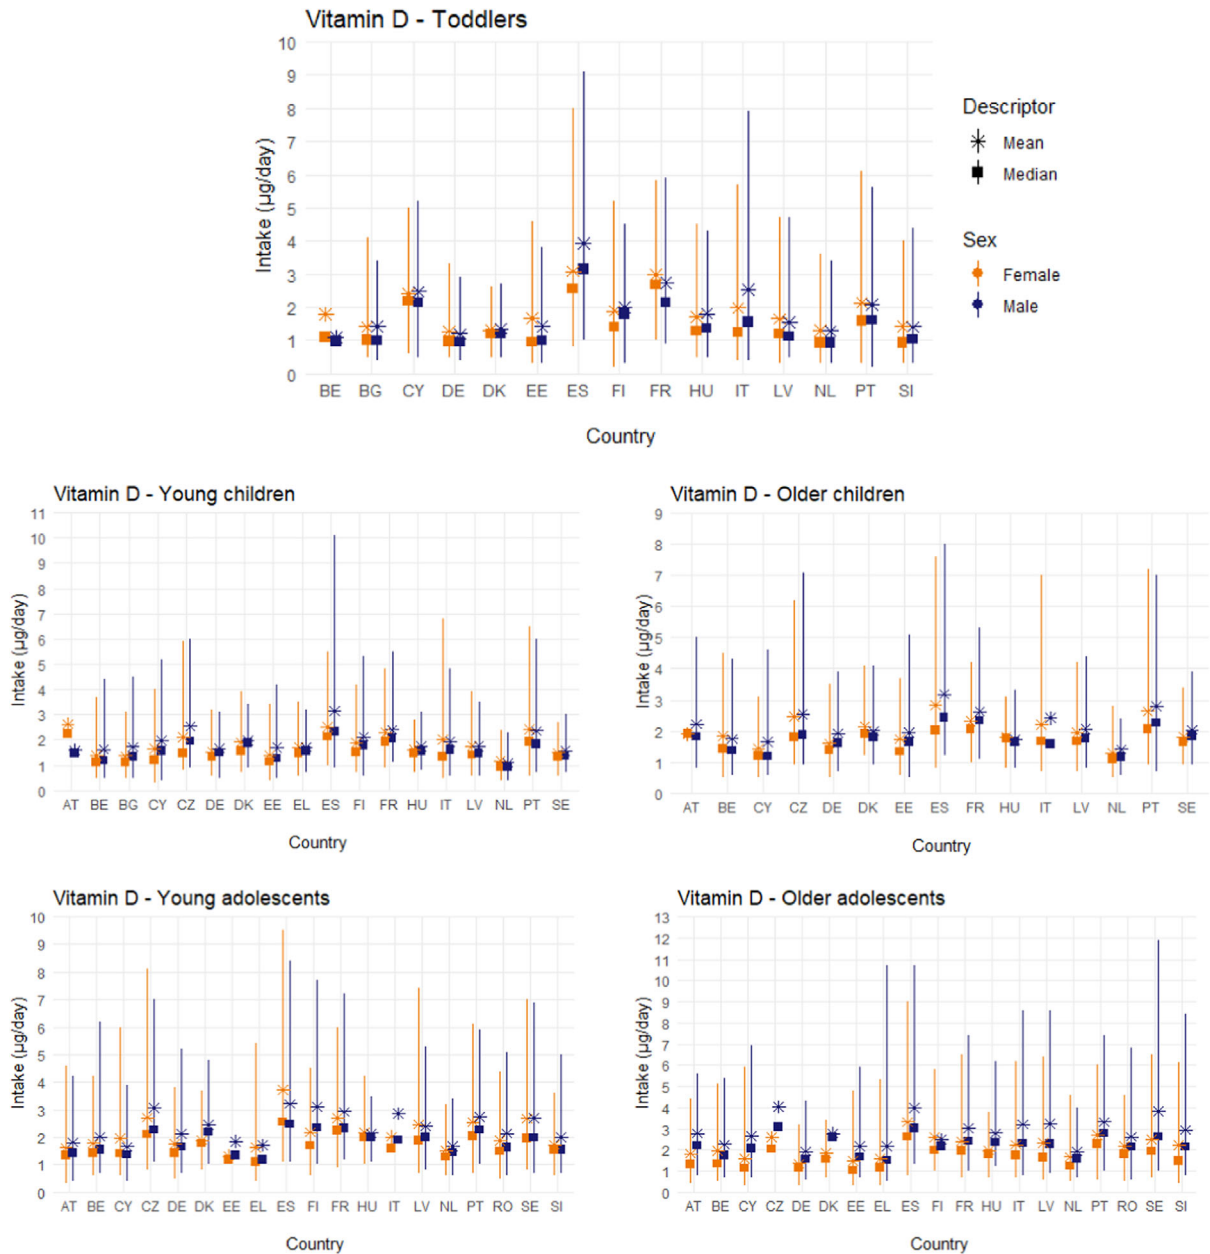 Vitamin D - Toddlers
10
9
8
7
6
5
4
3
2
1
0
Intake (µg/day)
BE BG CY DE DK EE ES FI FR HU IT LV NL PT SI
Country
Descriptor
Mean
Median
Sex
Female
Male
Vitamin D - Young children
11
10
9
8
7
6
5
4
3
2
1
0
Intake (µg/day)
AT BE BG CY CZ DE DK EE EL ES FI FR HU IT LV NL PT SE
Country
Vitamin D - Older children
9
8
7
6
5
4
3
2
1
0
Intake (µg/day)
AT BE CY CZ DE DK EE ES FR HU IT LV NL PT SE
Country
Vitamin D - Young adolescents
10
9
8
7
6
5
4
3
2
1
0
Intake (µg/day)
AT BE CY CZ DE DK EE EL ES FI FR HU IT LV NL PT RO SE SI
Country
Vitamin D - Older adolescents
13
12
11
10
9
8
7
6
5
4
3
2
1
0
Intake (µg/day)
AT BE CY CZ DE DK EE EL ES FI FR HU IT LV NL PT RO SE SI
Country